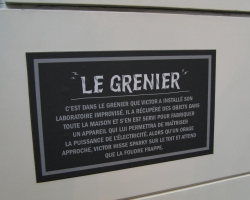 "LE GRENIER"
C'EST DANS LE GRENIER QUE VICTOR A INSTALLÉ SON
LABORATOIRE IMPROVISÉ. IL A RÉCUPÉRÉ DES OBJETS DANS
TOUTE LA MAISON ET S'EN EST SERVI POUR FABRIQUER
UN APPAREIL QUI LUI PERMETTRA DE MAÎTRISER
LA PUISSANCE DE L'ÉLECTRICITÉ. ALORS QU'UN ORAGE
APPROCHE, VICTOR HISSE SPARKY SUR LE TOIT ET ATTEND
QUE LA FOUDRE FRAPPE.